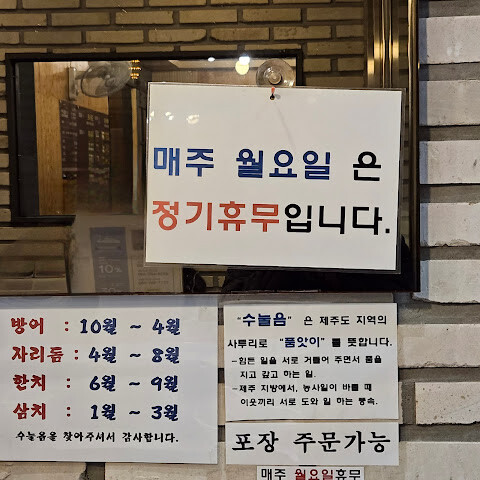 매주 월요일 은
정기휴무입니다.
방어 : 10월 ~ 4월
자리돔 : 4월 ~ 8월
한치 : 6월 ~ 9월
삼치 : 1월 ~ 3월
수눌음을 찾아주셔서 감사합니다.
"수눌음" 은 제주도 지역의
사투리로 "품앗이" 를 뜻합니다.
-힘든 일을 서로 거들어 주면서 품을
지고 갚고 하는 일.
-제주 지방에서, 농사일이 바쁠 때
이웃끼리 서로 도와 일 하는 풍속.
포장 주문가능
매주 월요일휴무